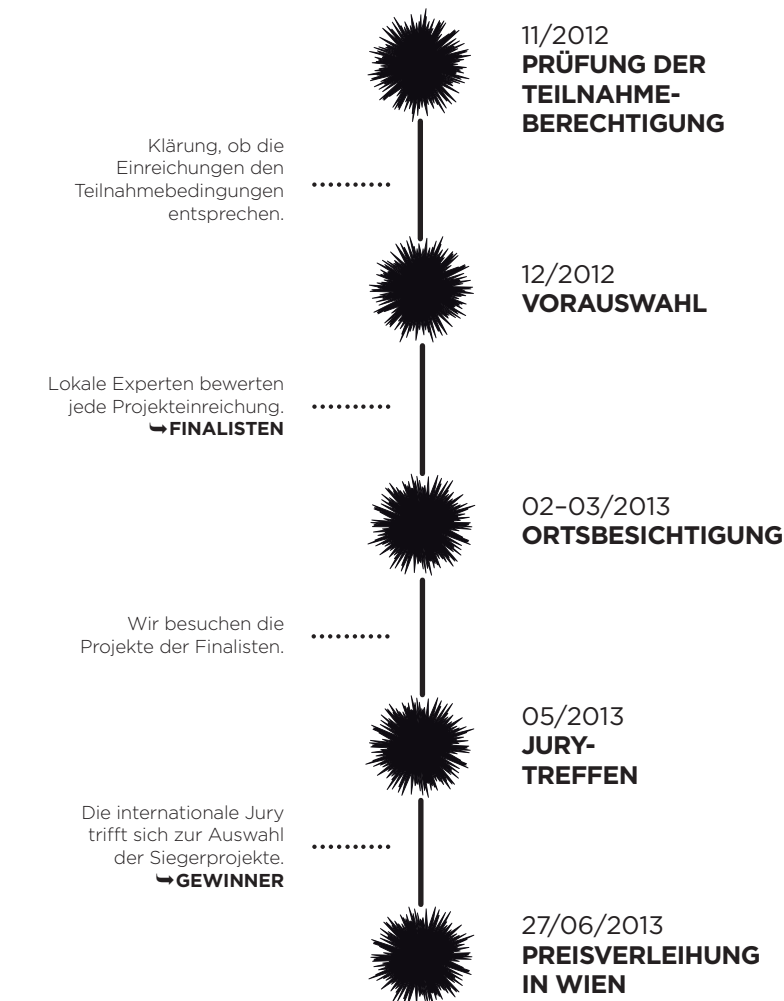 11/2012
PRÜFUNG DER
TEILNAHME-
BERECHTIGUNG
Klärung, ob die
Einreichungen den
Teilnahmebedingungen
entsprechen.
12/2012
VORAUSWAHL
Lokale Experten bewerten
jede Projekteinreichung.
➥FINALISTEN
02–03/2013
ORTSBESICHTIGUNG
Wir besuchen die
Projekte der Finalisten.
05/2013
JURY-
TREFFEN
Die internationale Jury
trifft sich zur Auswahl
der Siegerprojekte.
➥GEWINNER
27/06/2013
PREISVERLEIHUNG
IN WIEN